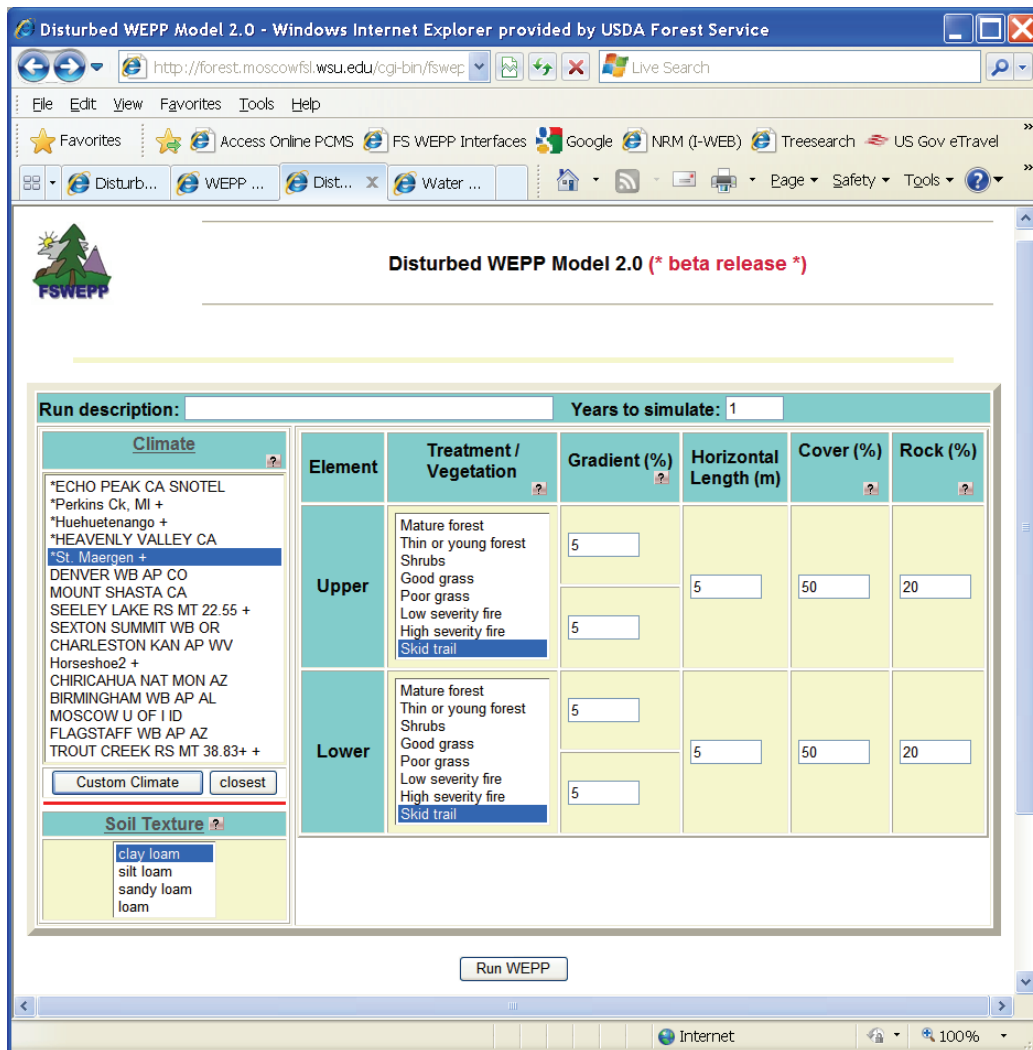 Disturbed WEPP Model 2.0 - Windows Internet Explorer provided by USDA Forest Service
http://forest.moscowfsl.wsu.edu/cgi-bin/fswep
Live Search
File Edit View Favorites Tools Help
Favorites Access Online PCMS FS WEPP Interfaces Google NRM (I-WEB) Treesearch US Gov eTravel »
Disturb... WEPP ... Dist... X Water ... Page Safety Tools ? »
FSWEPP
Disturbed WEPP Model 2.0 (* beta release *)
Run description: Years to simulate: 1
Climate ?
*ECHO PEAK CA SNOTEL
*Perkins Ck, MI +
*Huehuetenango +
*HEAVENLY VALLEY CA
*St. Maergen +
DENVER WB AP CO
MOUNT SHASTA CA
SEELEY LAKE RS MT 22.55 +
SEXTON SUMMIT WB OR
CHARLESTON KAN AP WV
Horseshoe2 +
CHIRICAHUA NAT MON AZ
BIRMINGHAM WB AP AL
MOSCOW U OF I ID
FLAGSTAFF WB AP AZ
TROUT CREEK RS MT 38.83+ +
Custom Climate closest
Soil Texture ?
clay loam
silt loam
sandy loam
loam
Element
Treatment /
Vegetation ?
Gradient (%) ?
Horizontal
Length (m)
Cover (%) ?
Rock (%) ?
Upper
Mature forest
Thin or young forest
Shrubs
Good grass
Poor grass
Low severity fire
High severity fire
Skid trail
5
5
5
50
20
Lower
Mature forest
Thin or young forest
Shrubs
Good grass
Poor grass
Low severity fire
High severity fire
Skid trail
5
5
5
50
20
Run WEPP
Internet 100%